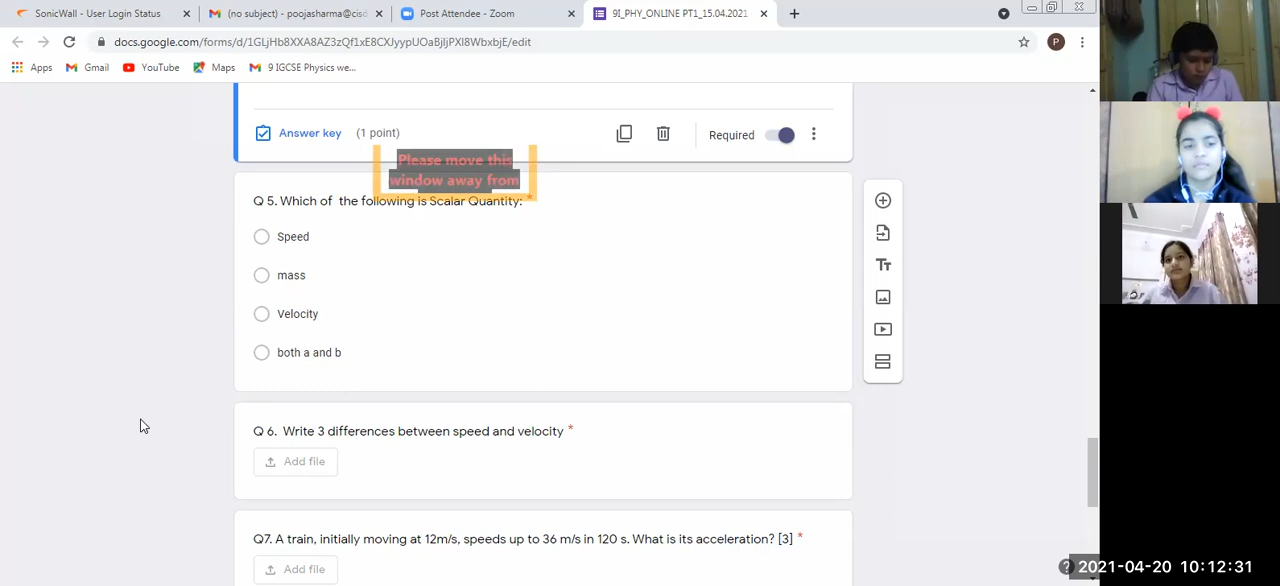 SonicWall - User Login Status
(no subject) - poojasharma@cisd
Post Attendee - Zoom
9I_PHY_ONLINE PT1_15.04.2021
docs.google.com/forms/d/1GLjHb8XXA8AZ3zQf1xE8CXJyypUOaBjIjPXI8WbxbjE/edit
P
Apps
Gmail
YouTube
Maps
9 IGCSE Physics we...
Answer key
(1 point)
Required
Please move this
window away from
Q 5. Which of the following is Scalar Quantity: *
Speed
mass
Velocity
both a and b
Tт
Q 6. Write 3 differences between speed and velocity *
Add file
Q7. A train, initially moving at 12m/s, speeds up to 36 m/s in 120 s. What is its acceleration? [3] *
Add file
2021-04-20 10:12:31